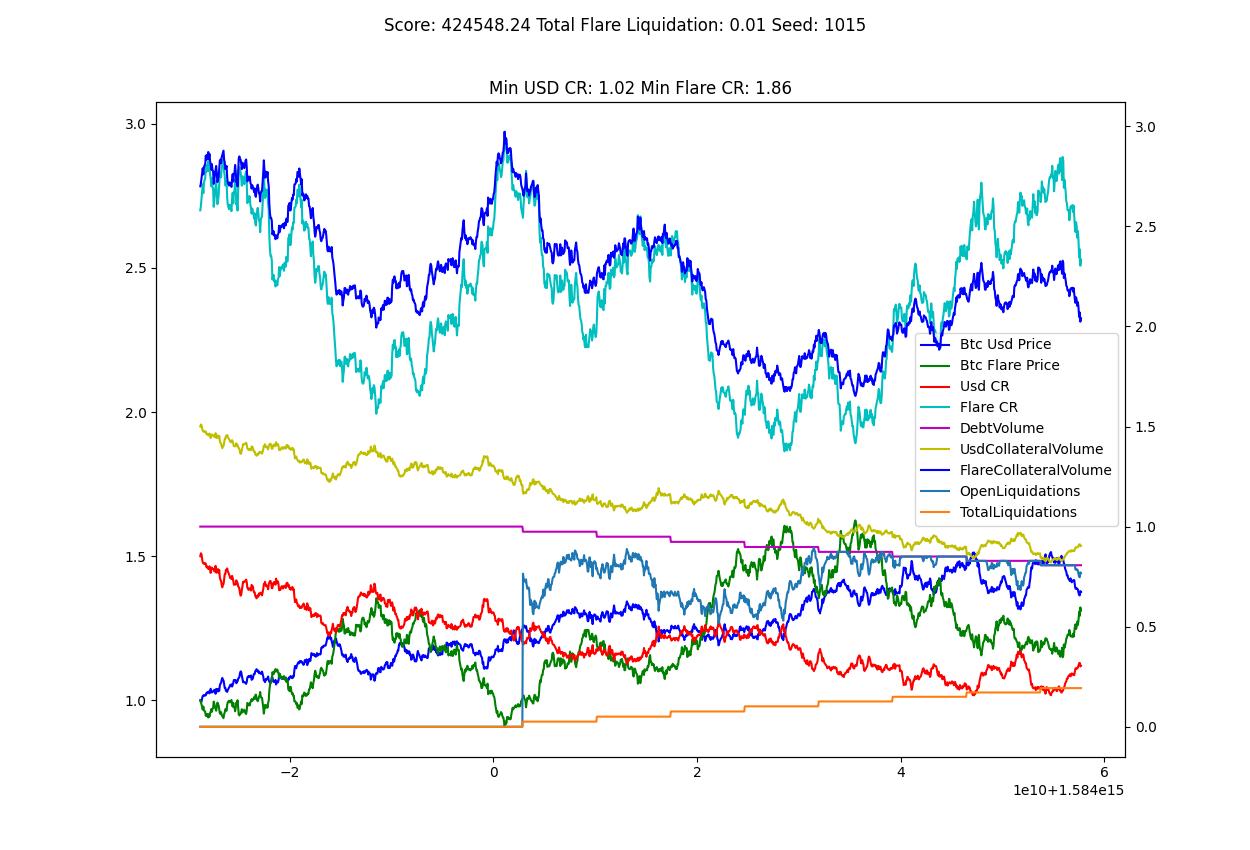 Score: 424548.24 Total Flare Liquidation: 0.01 Seed: 1015
Min USD CR: 1.02 Min Flare CR: 1.86
3.0
2.5
2.0
1.5
1.0
3.0
2.5
2.0
1.5
1.0
0.5
0.0
Btc Usd Price
Btc Flare Price
Usd CR
Flare CR
DebtVolume
UsdCollateralVolume
FlareCollateralVolume
OpenLiquidations
TotalLiquidations
−2 0 2 4 6
1e10+1.584e15